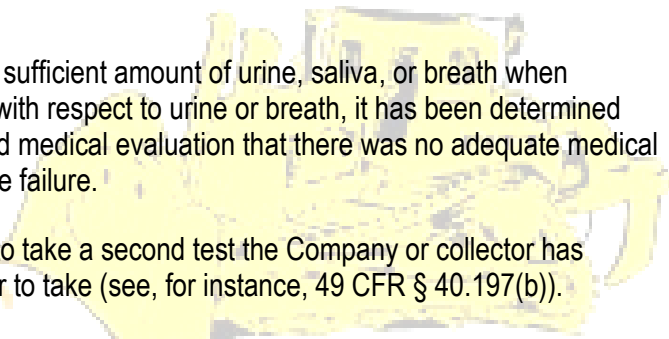 sufficient amount of urine, saliva, or breath when
with respect to urine or breath, it has been determined
d medical evaluation that there was no adequate medical
e failure.
o take a second test the Company or collector has
r to take (see, for instance, 49 CFR § 40.197(b)).